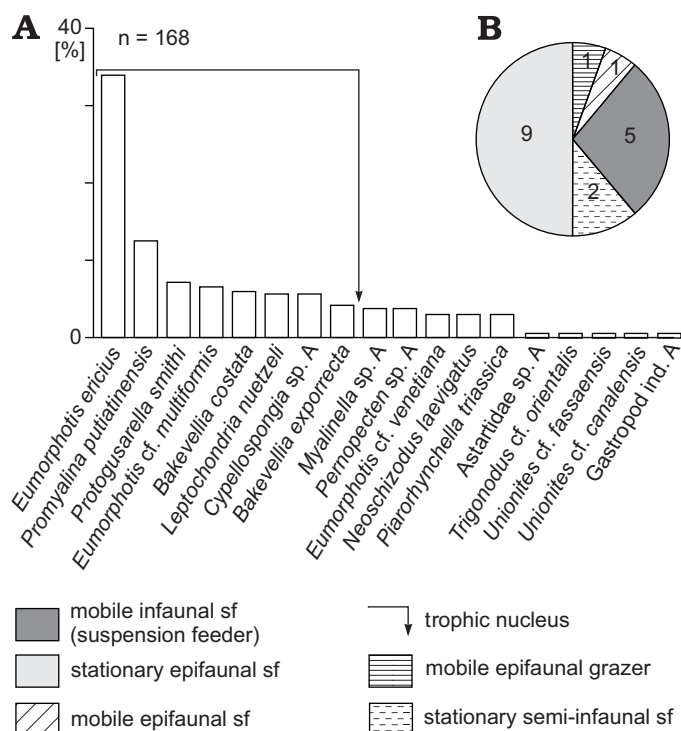 A
40
[%]
n = 168
0
B
1
1
5
2
9
Eumorphotis ericius
Promyalina putiatinensis
Protogusarella smithi
Eumorphotis cf. multiformis
Bakevellia costata
Leptochondria nuetzeli
Cypellospongia sp. A
Bakevellia exporrecta
Myalinella sp. A
Pernopecten sp. A
Eumorphotis cf. venetiana
Neoschizodus laevigatus
Piarorhynchella triassica
Astartidae sp. A
Trigonodus cf. orientalis
Unionites cf. fassaensis
Unionites cf. canalensis
Gastropod ind. A
mobile infaunal sf
(suspension feeder)
stationary epifaunal sf
mobile epifaunal sf
trophic nucleus
mobile epifaunal grazer
stationary semi-infaunal sf